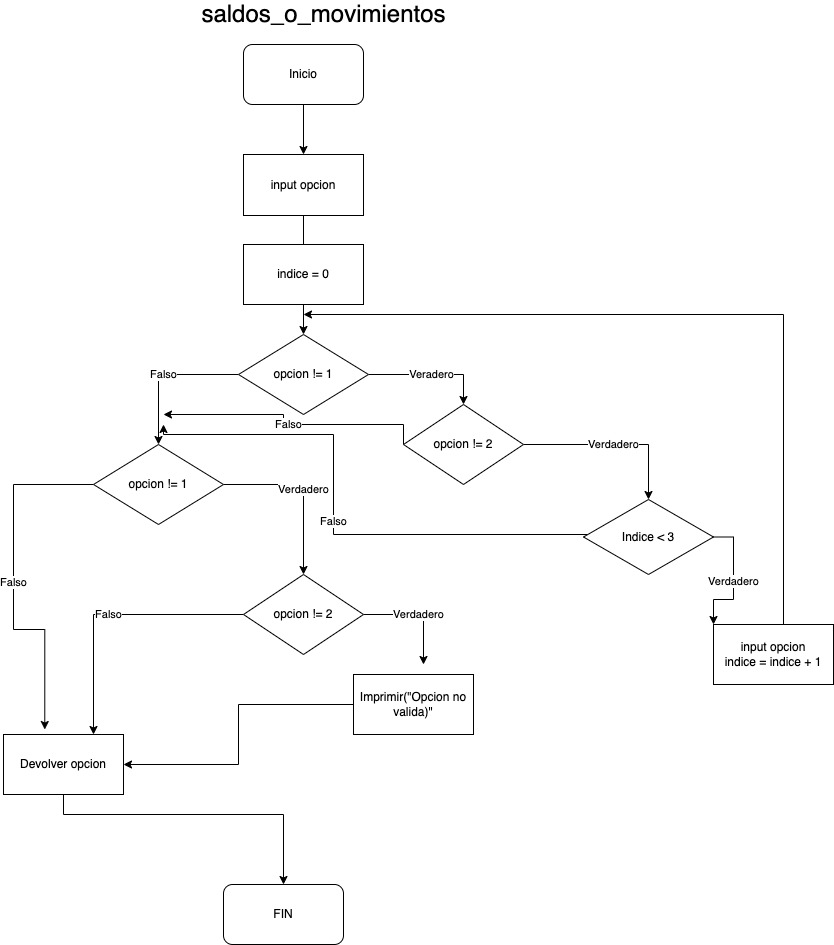 saldos_o_movimientos
Inicio
input opcion
indice = 0
opcion != 1
Falso
Veradero
Falso
opcion != 2
Verdadero
opcion != 1
Verdadero
Falso
Indice < 3
Falso
Verdadero
opcion != 2
Falso
Verdadero
input opcion
indice = indice + 1
Imprimir("Opcion no
valida)"
Devolver opcion
FIN